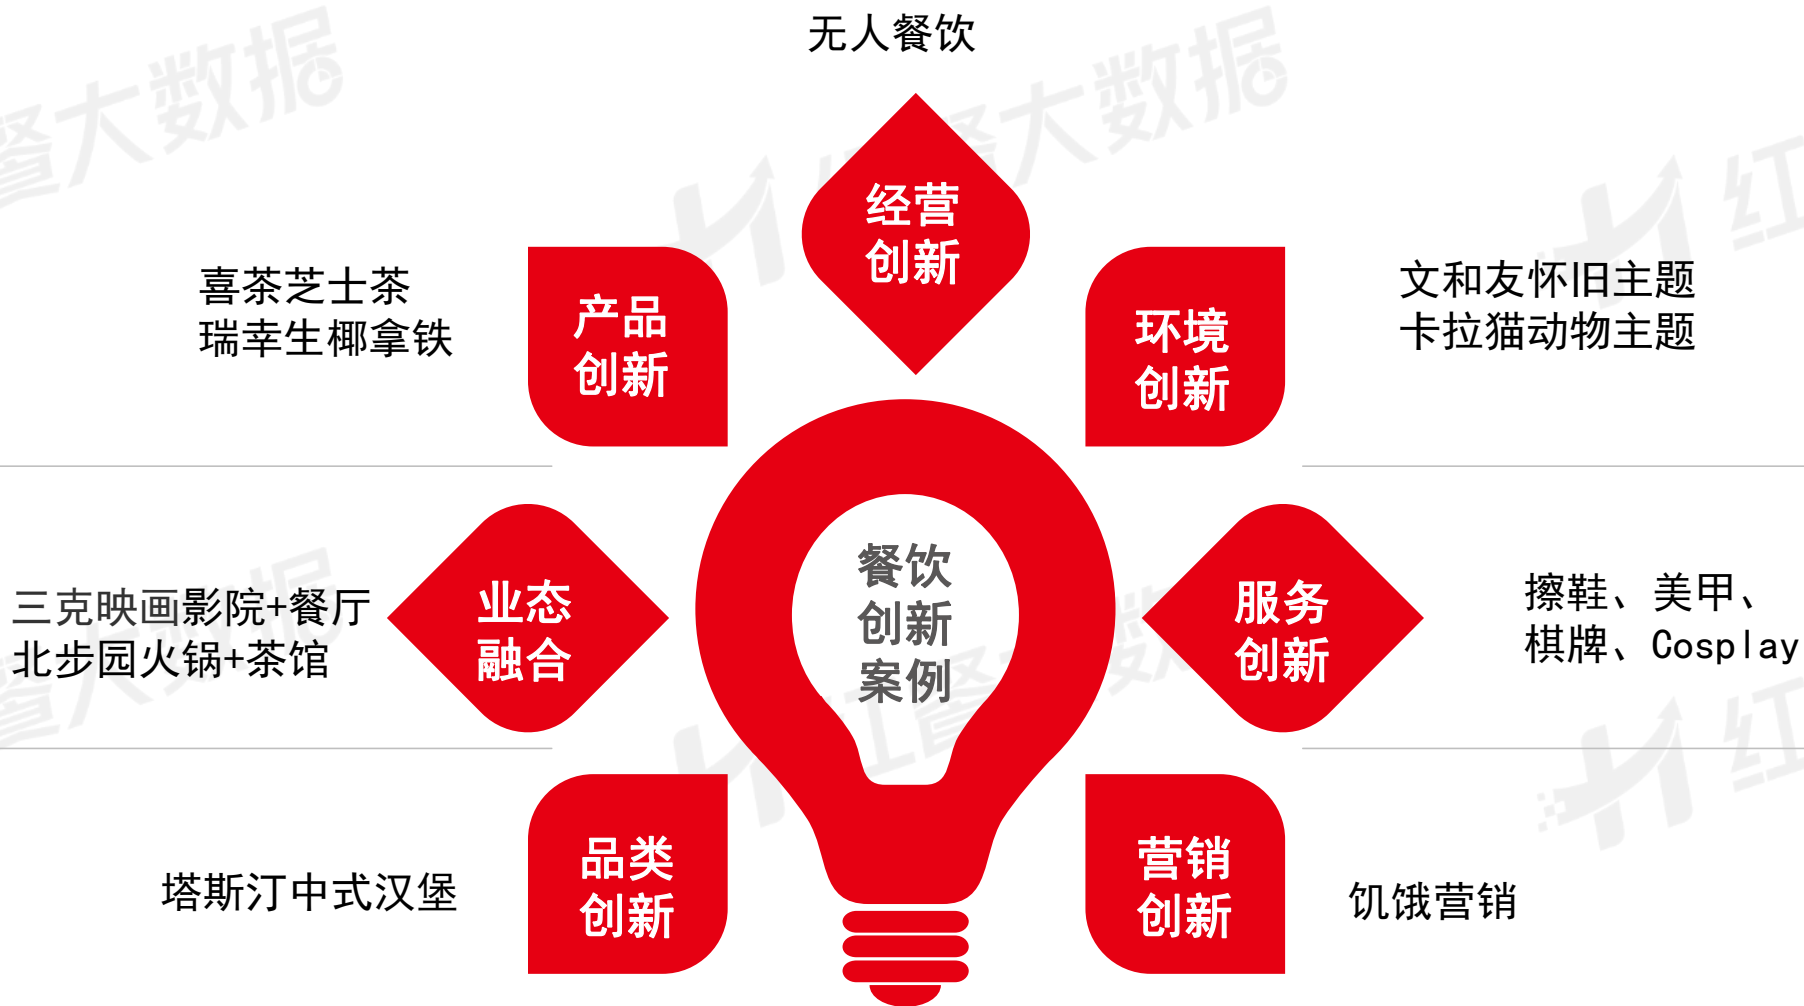 无人餐饮
经营
创新
喜茶芝士茶
瑞幸生椰拿铁
产品
创新
环境
创新
文和友怀旧主题
卡拉猫动物主题
三克映画影院+餐厅
北步园火锅+茶馆
业态
融合
餐饮
创新
案例
服务
创新
擦鞋、美甲、
棋牌、Cosplay
塔斯汀中式汉堡
品类
创新
营销
创新
饥饿营销
红餐大数据